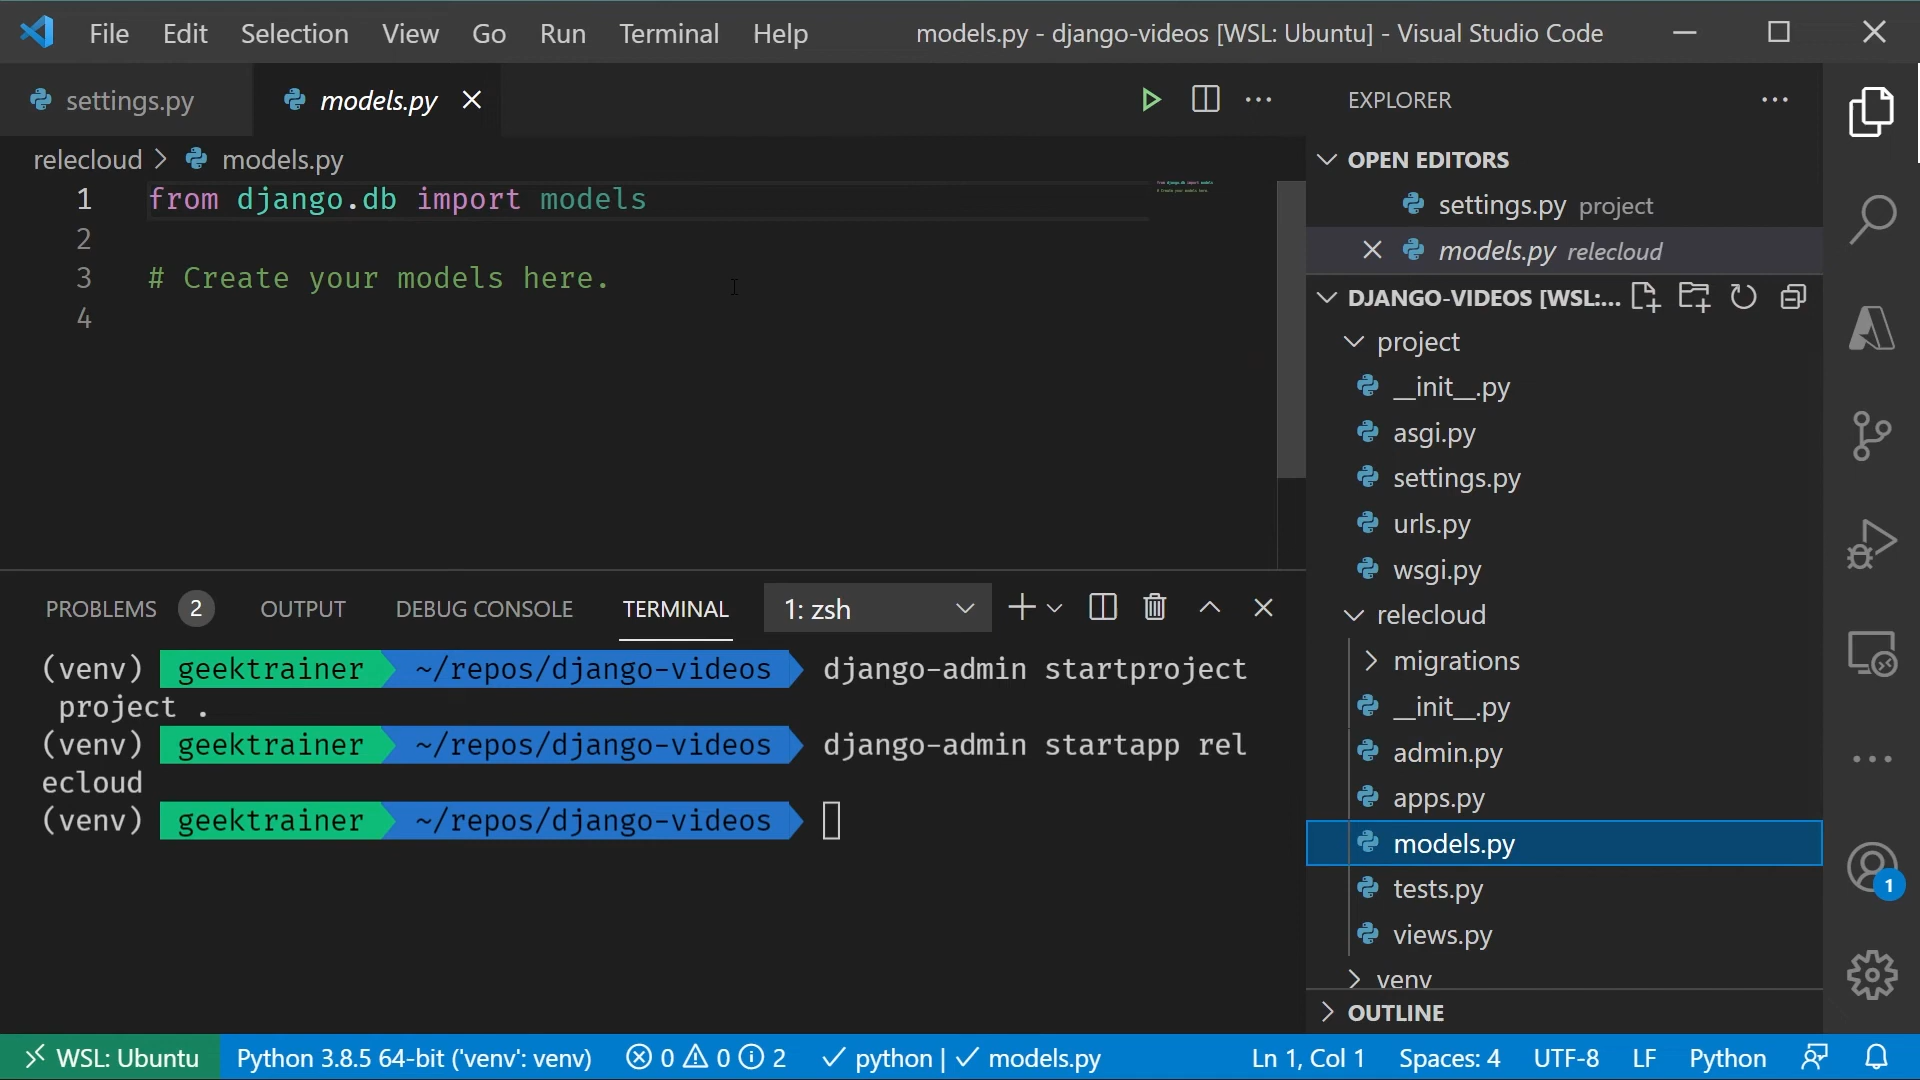 File Edit Selection View Go Run Terminal Help models.py - django-videos [WSL: Ubuntu] - Visual Studio Code
settings.py models.py
relecloud > models.py
1 from django.db import models
2
3 # Create your models here.
4
PROBLEMS 2 OUTPUT DEBUG CONSOLE TERMINAL 1: zsh
(venv) geektrainer ~/repos/django-videos django-admin startproject
project .
(venv) geektrainer ~/repos/django-videos django-admin startapp rel
ecloud
(venv) geektrainer ~/repos/django-videos
EXPLORER
OPEN EDITORS
settings.py project
models.py relecloud
DJANGO-VIDEOS [WSL:...
project
__init__.py
asgi.py
settings.py
urls.py
wsgi.py
relecloud
migrations
__init__.py
admin.py
apps.py
models.py
tests.py
views.py
venv
OUTLINE
1
WSL: Ubuntu Python 3.8.5 64-bit ('venv': venv) 0 0 2 python | models.py Ln 1, Col 1 Spaces: 4 UTF-8 LF Python